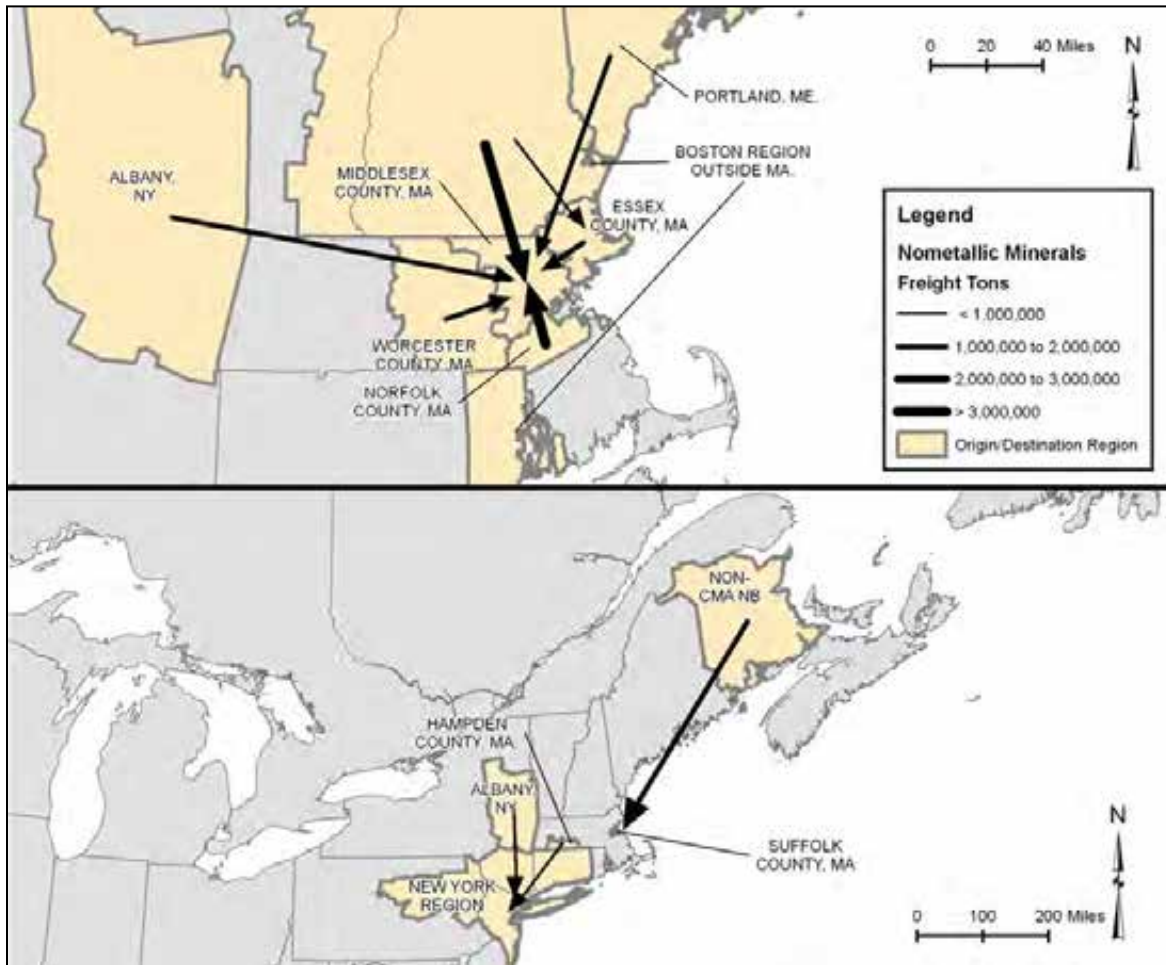 0 20 40 Miles
N
PORTLAND, ME.
BOSTON REGION
OUTSIDE MA.
ALBANY,
NY
MIDDLESEX
COUNTY, MA
ESSEX
COUNTY, MA
WORCESTER
COUNTY, MA
NORFOLK
COUNTY, MA
Legend
Nometallic Minerals
Freight Tons
< 1,000,000
1,000,000 to 2,000,000
2,000,000 to 3,000,000
> 3,000,000
Origin/Destination Region
NON-
CMA NB
HAMPDEN
COUNTY, MA
ALBANY,
NY
NEW YORK
REGION
SUFFOLK
COUNTY, MA
N
0 100 200 Miles